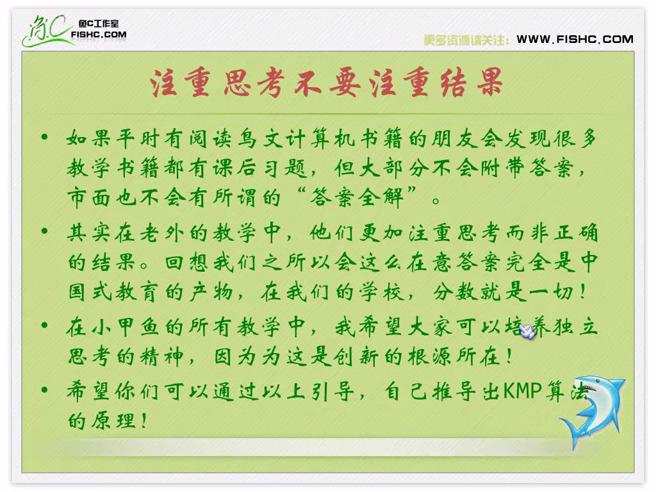 鱼C工作室
FISHC.COM
更多资源请关注：WWW.FISHC.COM
注重思考不要注重结果
• 如果平时有阅读鸟文计算机书籍的朋友会发现很多
教学书籍都有课后习题，但大部分不会附带答案，
市面也不会有所谓的“答案全解”。
• 其实在老外的教学中，他们更加注重思考而非正确
的结果。回想我们之所以会这么在意答案完全是中
国式教育的产物，在我们的学校，分数就是一切！
• 在小甲鱼的所有教学中，我希望大家可以培养独立
思考的精神，因为为这是创新的根源所在！
• 希望你们可以通过以上引导，自己推导出KMP算法
的原理！